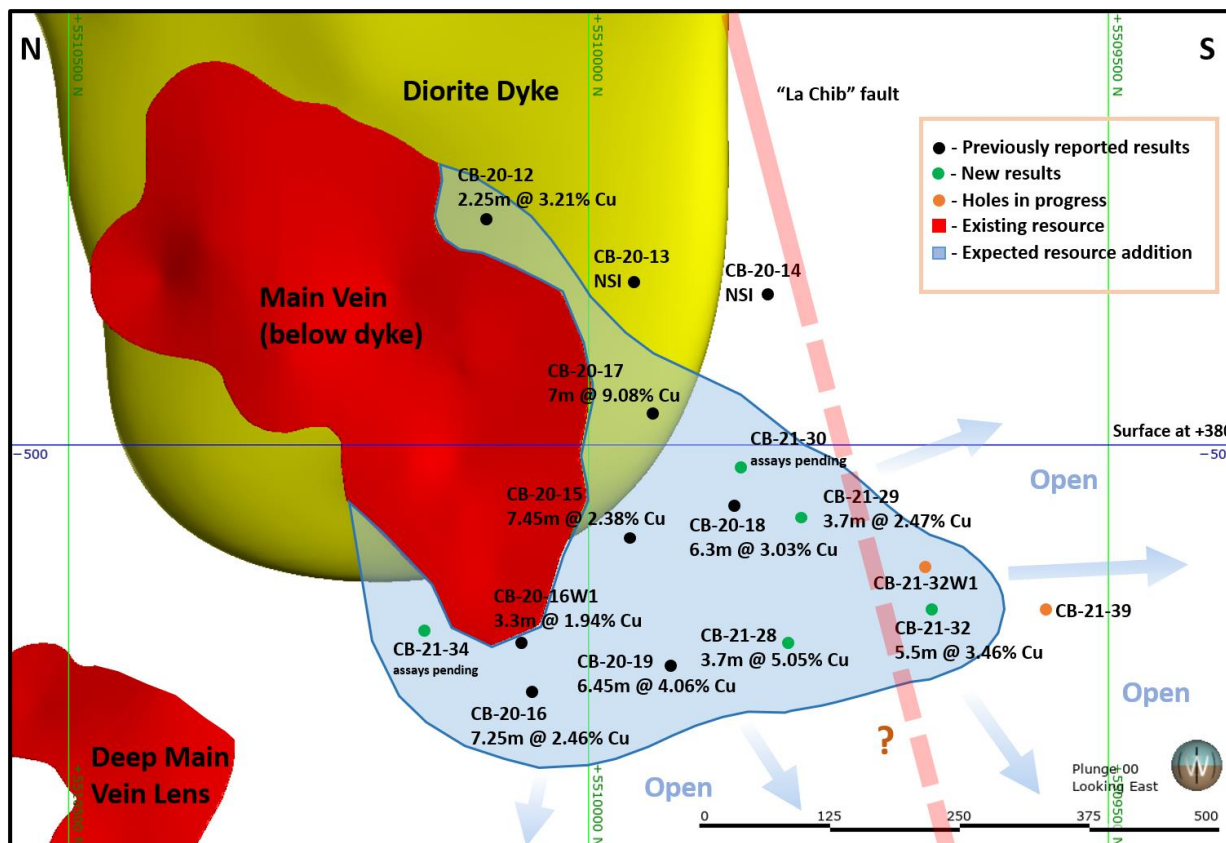 N
S
+5510500 N
+5510000 N
+5509500 N
Diorite Dyke
"La Chib" fault
- Previously reported results
- New results
- Holes in progress
- Existing resource
- Expected resource addition
CB-20-12
2.25m @ 3.21% Cu
CB-20-13
NSI
CB-20-14
NSI
Main Vein
(below dyke)
CB-20-17
7m @ 9.08% Cu
Surface at +380
-500
-50
CB-21-30
assays pending
Open
CB-20-15
7.45m @ 2.38% Cu
CB-20-18
6.3m @ 3.03% Cu
CB-21-29
3.7m @ 2.47% Cu
CB-21-32W1
CB-21-32
5.5m @ 3.46% Cu
CB-21-39
CB-20-16W1
3.3m @ 1.94% Cu
CB-21-34
assays pending
CB-20-19
6.45m @ 4.06% Cu
CB-21-28
3.7m @ 5.05% Cu
CB-20-16
7.25m @ 2.46% Cu
Open
?
Open
Deep Main
Vein Lens
Plunge 00
Looking East
W
0 125 250 375 500
+5510500 N
+5510000 N
+5509500